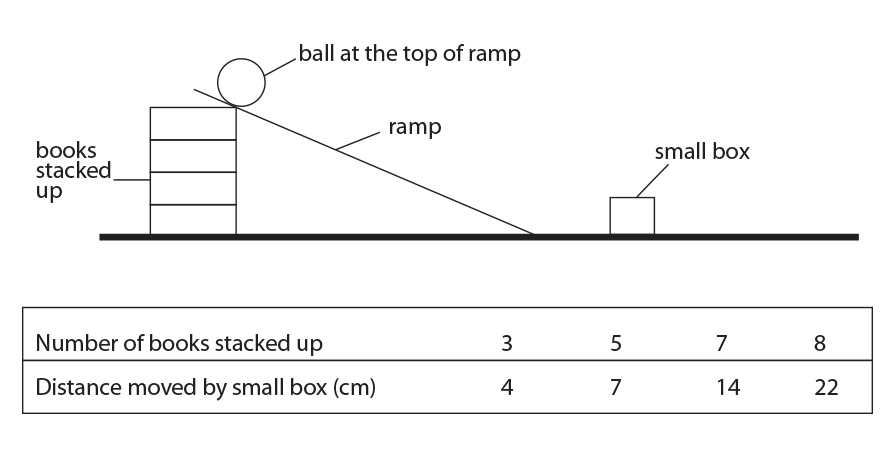 ball at the top of ramp
ramp
books
stacked
up
small box
Number of books stacked up 3 5 7 8
Distance moved by small box (cm) 4 7 14 22